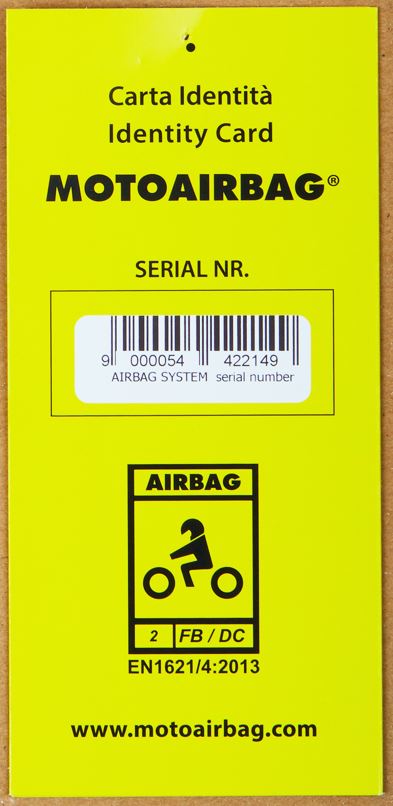 Carta Identità
Identity Card
MOTOAIRBAG®
SERIAL NR.
9 000054 422149
AIRBAG SYSTEM serial number
AIRBAG
2 FB / DC
EN1621/4:2013
www.motoairbag.com